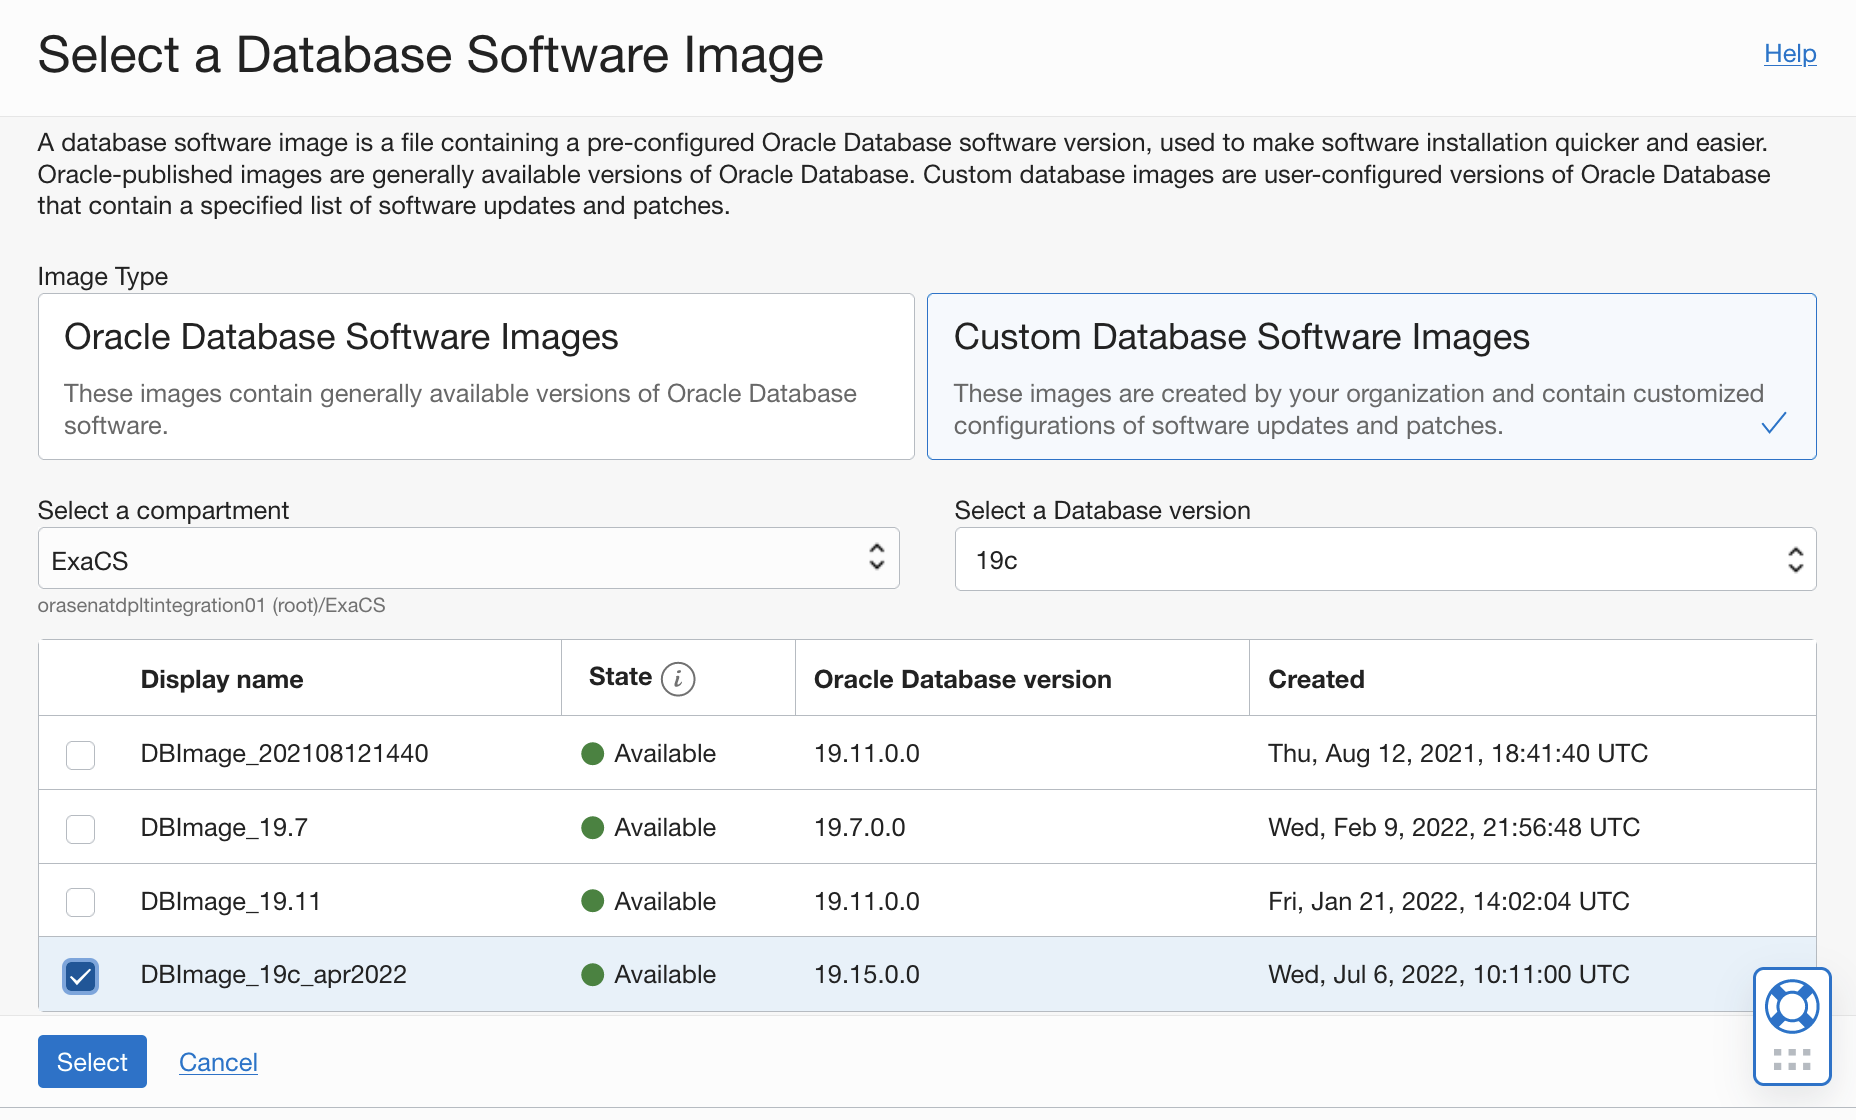 Select a Database Software Image
Help
A database software image is a file containing a pre-configured Oracle Database software version, used to make software installation quicker and easier.
Oracle-published images are generally available versions of Oracle Database. Custom database images are user-configured versions of Oracle Database
that contain a specified list of software updates and patches.
Image Type
Oracle Database Software Images
These images contain generally available versions of Oracle Database
software.
Custom Database Software Images
These images are created by your organization and contain customized
configurations of software updates and patches.
Select a compartment
ExaCS
orasenatdpltintegration01 (root)/ExaCS
Select a Database version
19c
Display name State i Oracle Database version Created
DBImage_202108121440 Available 19.11.0.0 Thu, Aug 12, 2021, 18:41:40 UTC
DBImage_19.7 Available 19.7.0.0 Wed, Feb 9, 2022, 21:56:48 UTC
DBImage_19.11 Available 19.11.0.0 Fri, Jan 21, 2022, 14:02:04 UTC
DBImage_19c_apr2022 Available 19.15.0.0 Wed, Jul 6, 2022, 10:11:00 UTC
Select Cancel